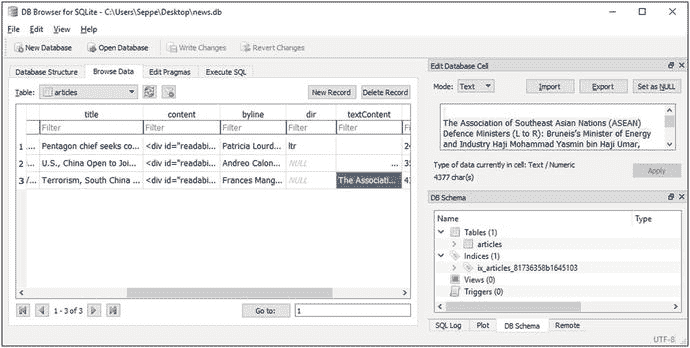 DB Browser for SQLite - C:\Users\Seppe\Desktop\news.db
File Edit View Help
New Database Open Database Write Changes Revert Changes
Database Structure Browse Data Edit Pragmas Execute SQL
Table: articles New Record Delete Record
title content byline dir textContent
Filter Filter Filter Filter Filter
1 ... Pentagon chief seeks co... <div id="readabi... Patricia Lourd... ltr
2 ... U.S., China Open to Joi... <div id="readabi... Andreo Calon... NULL ...
3 /... Terrorism, South China ... <div id="readabi... Frances Mang... NULL The Associati...
1 - 3 of 3 Go to: 1
Edit Database Cell
Mode: Text Import Export Set as NULL
The Association of Southeast Asian Nations (ASEAN)
Defence Ministers (L to R): Bruneis's Minister of Energy
and Industry Haji Mohammad Yasmin bin Haji Umar,
Type of data currently in cell: Text / Numeric
4377 char(s)
Apply
DB Schema
Name Type
Tables (1)
articles
Indices (1)
ix_articles_81736358b1645103
Views (0)
Triggers (0)
SQL Log Plot DB Schema Remote
UTF-8